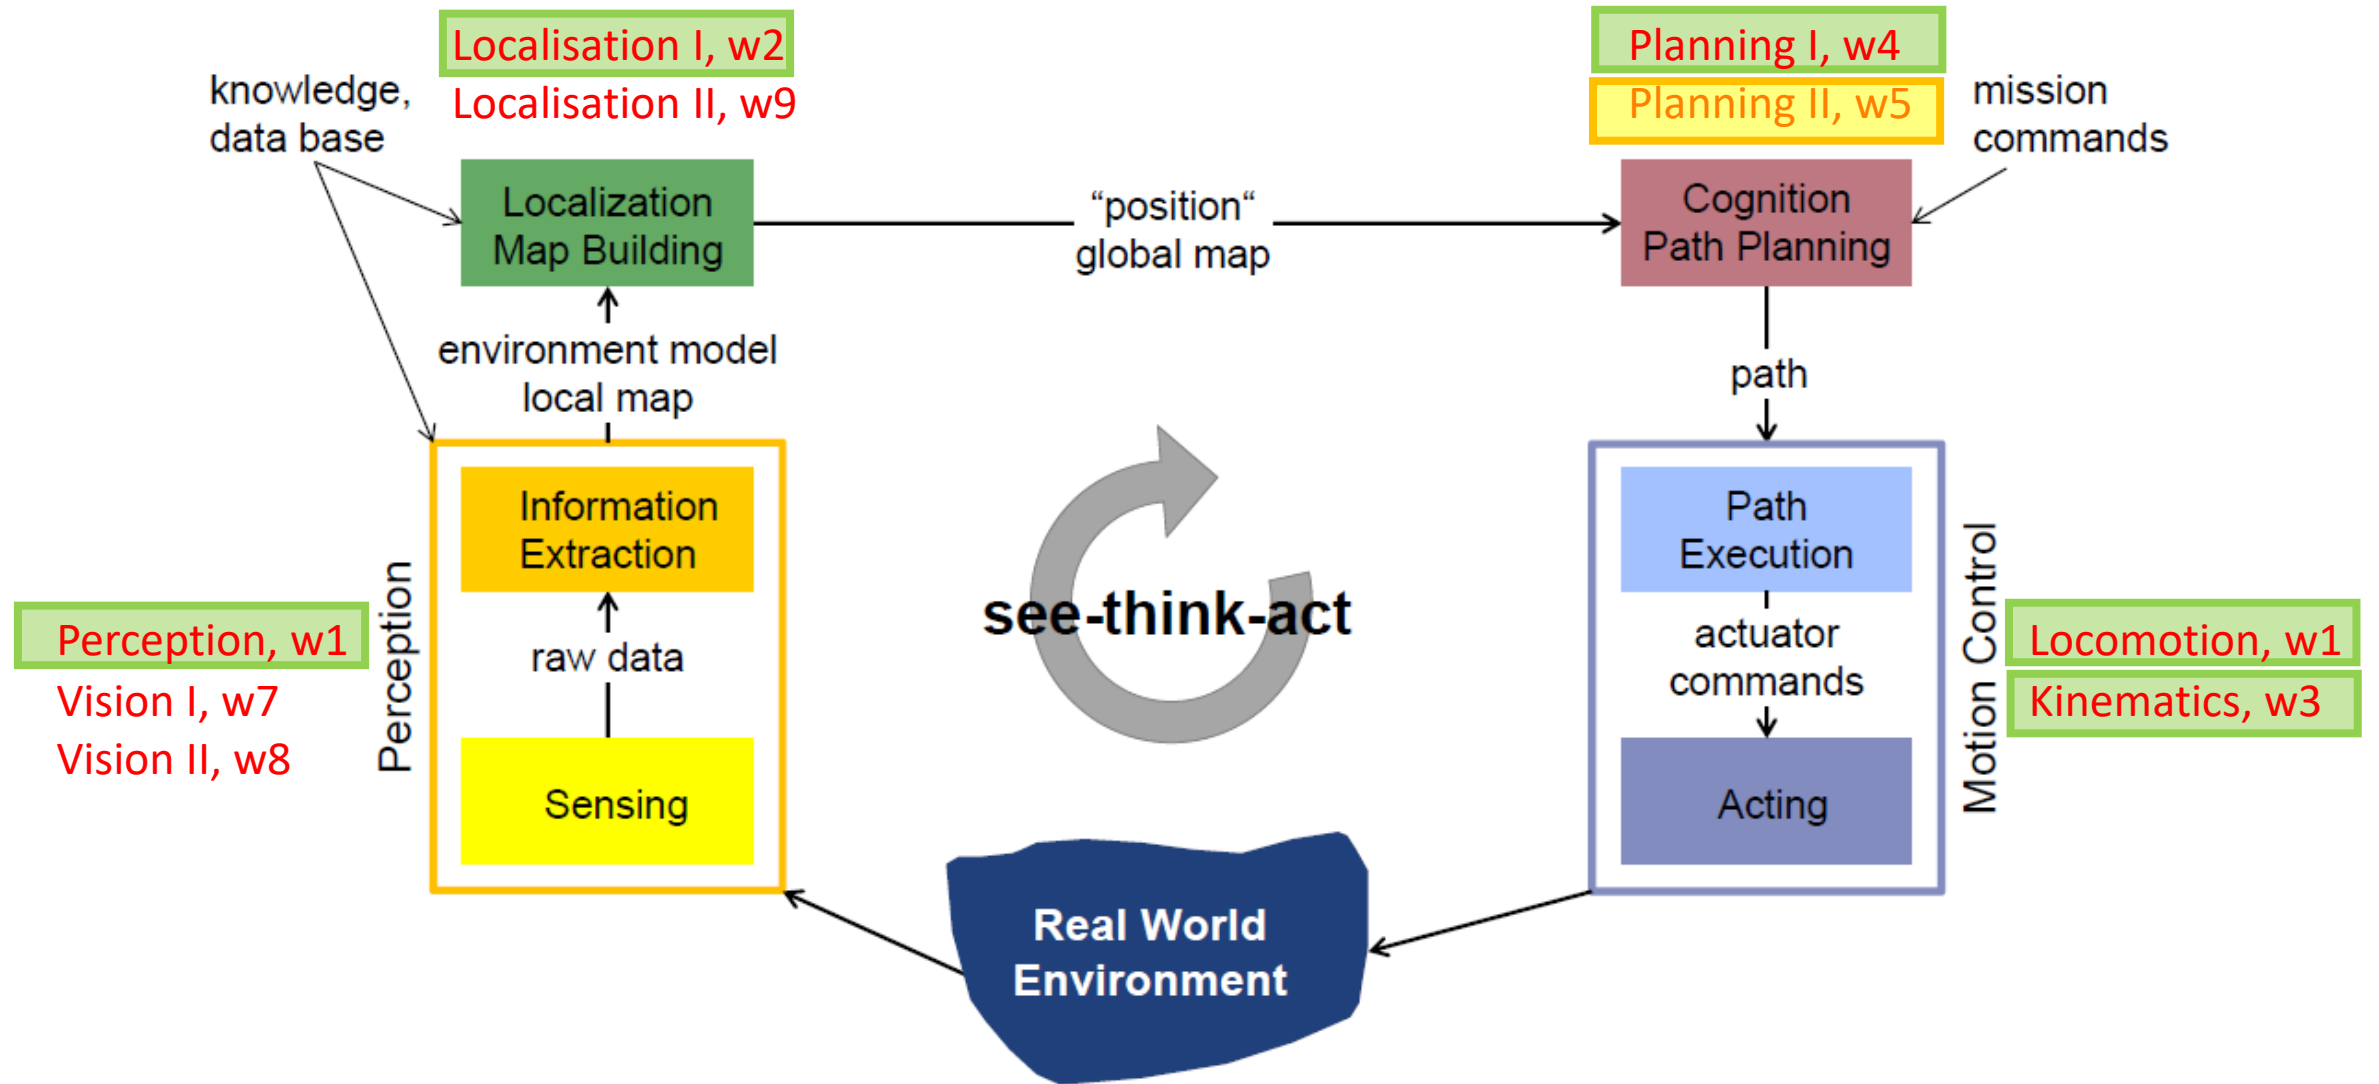 Localisation I, w2
Localisation II, w9
knowledge,
data base
Localization
Map Building
“position“
global map
Planning I, w4
Planning II, w5
mission
commands
Cognition
Path Planning
environment model
local map
path
Information
Extraction
raw data
Sensing
Perception
Perception, w1
Vision I, w7
Vision II, w8
see-think-act
Path
Execution
actuator
commands
Acting
Motion Control
Locomotion, w1
Kinematics, w3
Real World
Environment